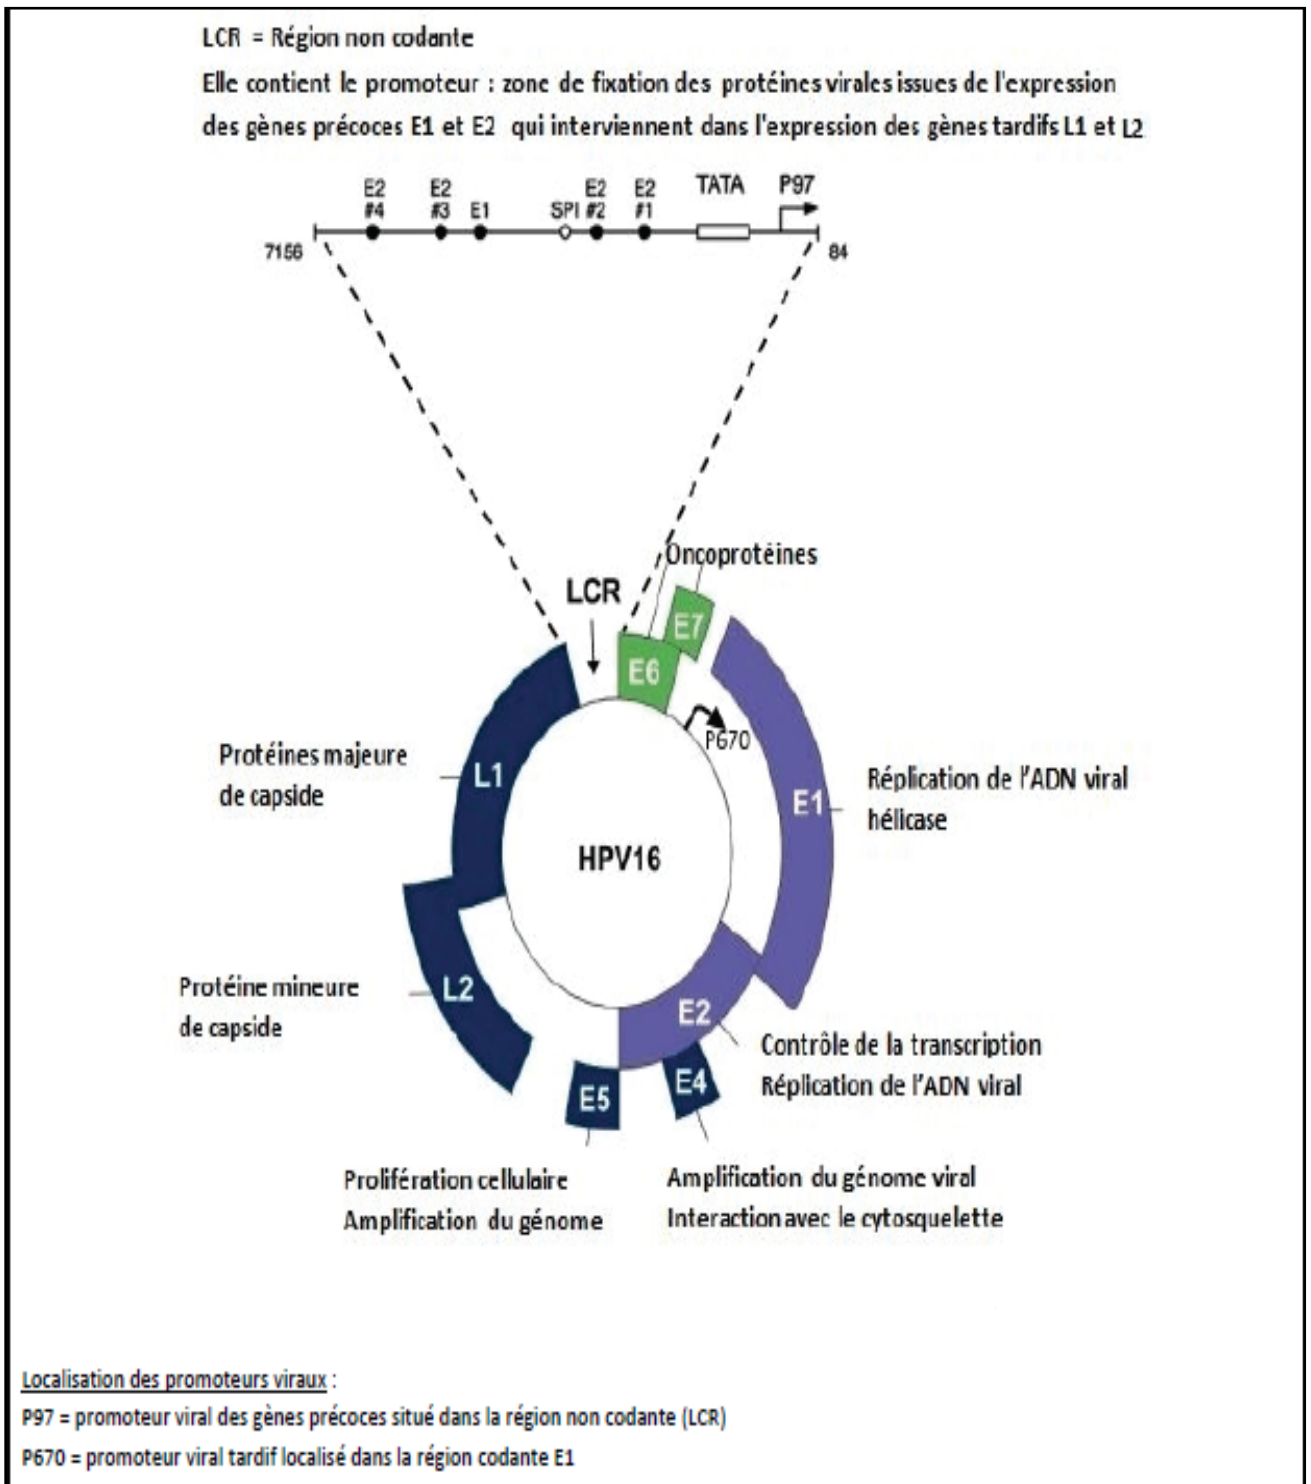 LCR = Région non codante
Elle contient le promoteur : zone de fixation des protéines virales issues de l'expression
des gènes précoces E1 et E2 qui interviennent dans l'expression des gènes tardifs L1 et L2
E2 E2 E2 E2 TATA P97
#4 #3 E1 SPI #2 #1
7156 84
Oncoprotéines
LCR
E7
E6
P670
Protéines majeure
de capside
L1
E1
Réplication de l'ADN viral
hélicase
HPV16
Protéine mineure
de capside
L2
E2
Contrôle de la transcription
Réplication de l'ADN viral
E5
E4
Prolifération cellulaire
Amplification du génome
Amplification du génome viral
Interaction avec le cytosquelette
Localisation des promoteurs viraux :
P97 = promoteur viral des gènes précoces situé dans la région non codante (LCR)
P670 = promoteur viral tardif localisé dans la région codante E1